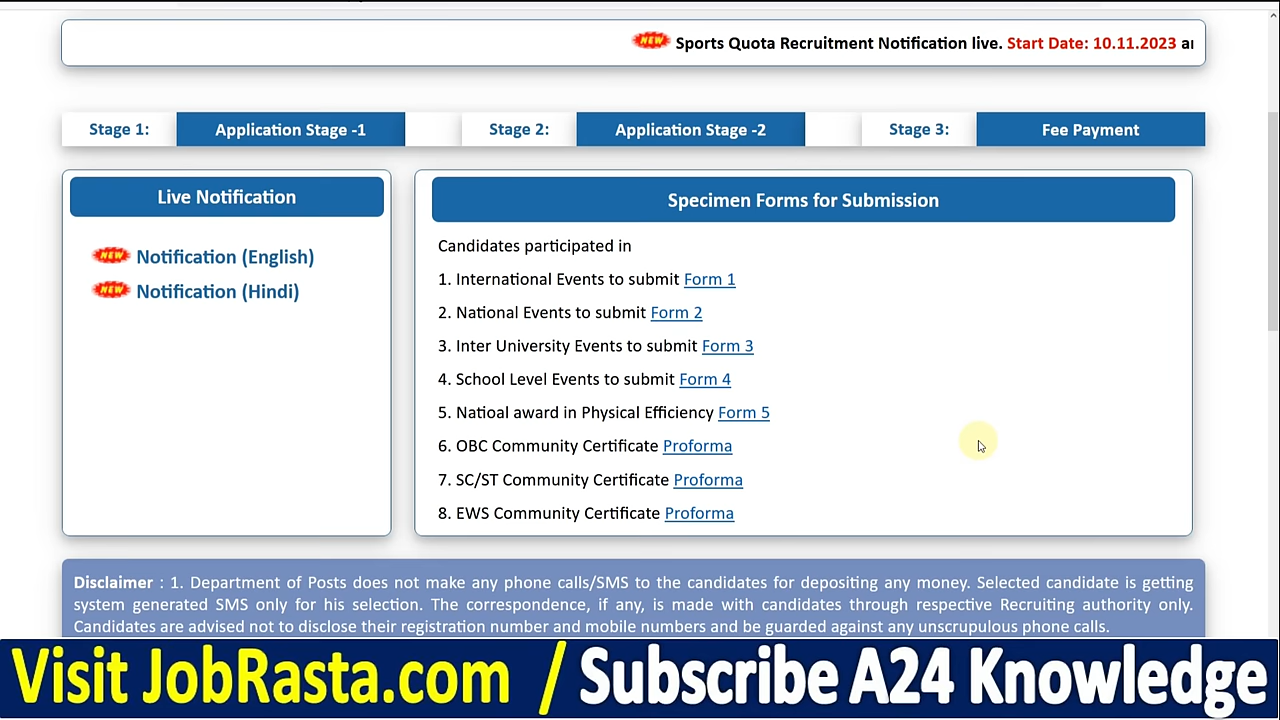 NEW Sports Quota Recruitment Notification live. Start Date: 10.11.2023
Stage 1: Application Stage -1 Stage 2: Application Stage -2 Stage 3: Fee Payment
Live Notification
NEW Notification (English)
NEW Notification (Hindi)
Specimen Forms for Submission
Candidates participated in
1. International Events to submit Form 1
2. National Events to submit Form 2
3. Inter University Events to submit Form 3
4. School Level Events to submit Form 4
5. Natioal award in Physical Efficiency Form 5
6. OBC Community Certificate Proforma
7. SC/ST Community Certificate Proforma
8. EWS Community Certificate Proforma
Disclaimer : 1. Department of Posts does not make any phone calls/SMS to the candidates for depositing any money. Selected candidate is getting
system generated SMS only for his selection. The correspondence, if any, is made with candidates through respective Recruiting authority only.
Candidates are advised not to disclose their registration number and mobile numbers and be guarded against any unscrupulous phone calls.
Visit JobRasta.com / Subscribe A24 Knowledge